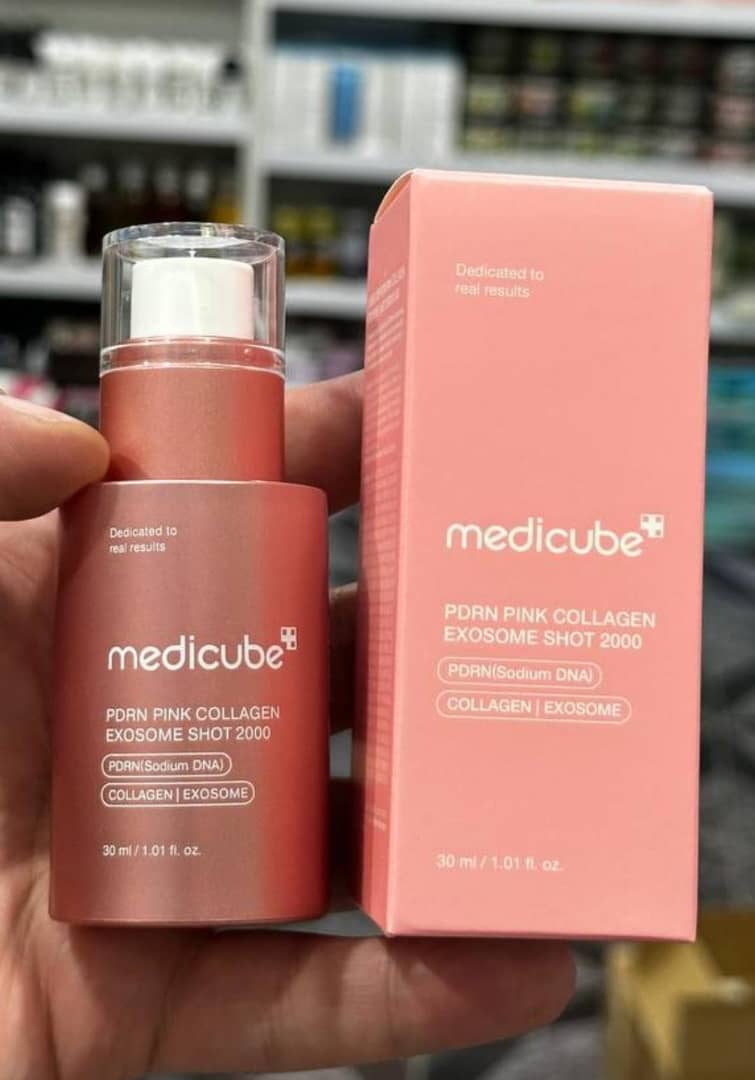 Dedicated to
real results
medicube
PDRN PINK COLLAGEN
EXOSOME SHOT 2000
PDRN(Sodium DNA)
COLLAGEN | EXOSOME
30 ml / 1.01 fl. oz.
Dedicated to
real results
medicube
PDRN PINK COLLAGEN
EXOSOME SHOT 2000
PDRN(Sodium DNA)
COLLAGEN | EXOSOME
30 ml / 1.01 fl. oz.